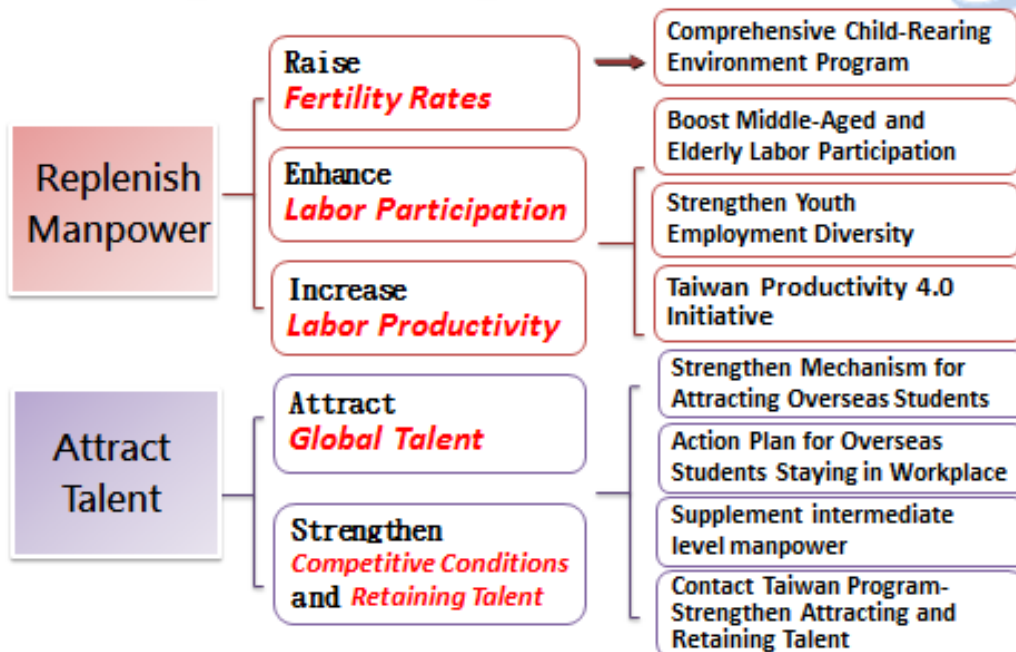 Replenish
Manpower
Raise
Fertility Rates
Enhance
Labor Participation
Increase
Labor Productivity
Comprehensive Child-Rearing
Environment Program
Boost Middle-Aged and
Elderly Labor Participation
Strengthen Youth
Employment Diversity
Taiwan Productivity 4.0
Initiative
Attract
Talent
Attract
Global Talent
Strengthen
Competitive Conditions
and Retaining Talent
Strengthen Mechanism for
Attracting Overseas Students
Action Plan for Overseas
Students Staying in Workplace
Supplement intermediate
level manpower
Contact Taiwan Program-
Strengthen Attracting and
Retaining Talent